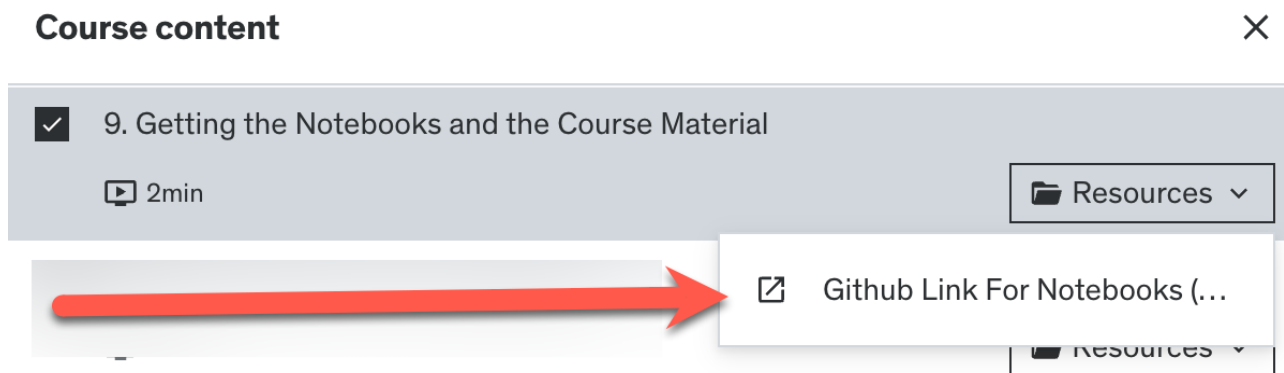 Course content
9. Getting the Notebooks and the Course Material
2min
Resources
Github Link For Notebooks (...
Resources